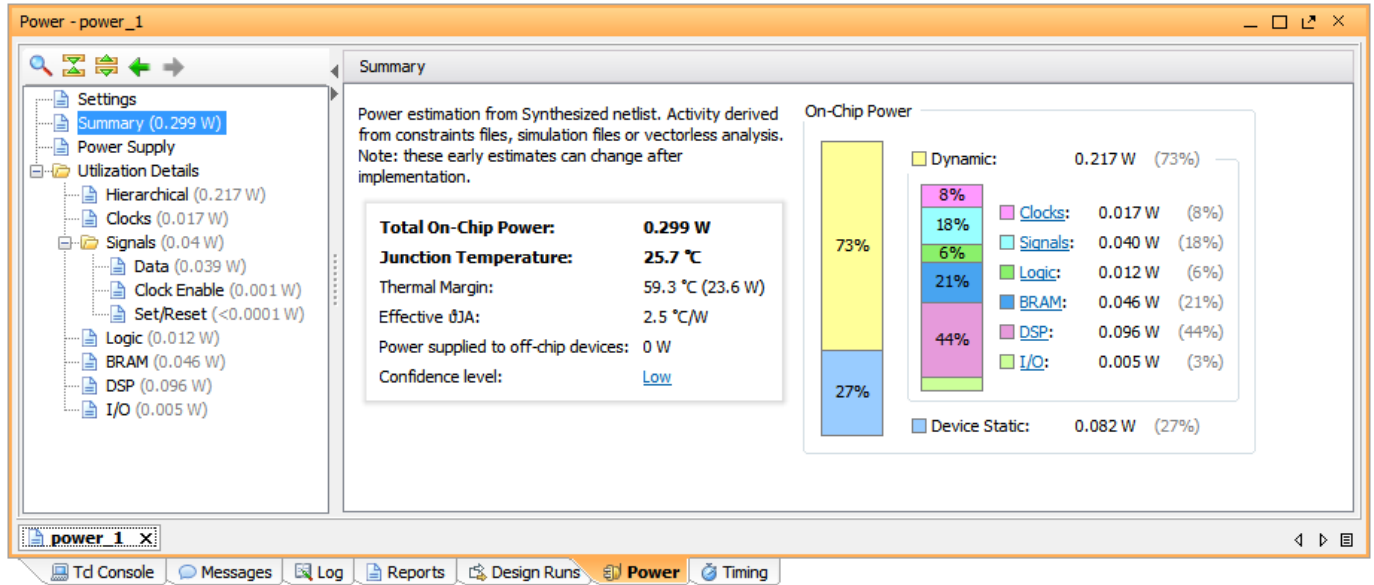 Power - power_1
Summary
Settings
Summary (0.299 W)
Power Supply
Utilization Details
Hierarchical (0.217 W)
Clocks (0.017 W)
Signals (0.04 W)
Data (0.039 W)
Clock Enable (0.001 W)
Set/Reset (<0.0001 W)
Logic (0.012 W)
BRAM (0.046 W)
DSP (0.096 W)
I/O (0.005 W)
Power estimation from Synthesized netlist. Activity derived
from constraints files, simulation files or vectorless analysis.
Note: these early estimates can change after
implementation.
Total On-Chip Power: 0.299 W
Junction Temperature: 25.7 °C
Thermal Margin: 59.3 °C (23.6 W)
Effective ϑJA: 2.5 °C/W
Power supplied to off-chip devices: 0 W
Confidence level: Low
On-Chip Power
73%
27%
Dynamic: 0.217 W (73%)
8%
18%
6%
21%
44%
Clocks: 0.017 W (8%)
Signals: 0.040 W (18%)
Logic: 0.012 W (6%)
BRAM: 0.046 W (21%)
DSP: 0.096 W (44%)
I/O: 0.005 W (3%)
Device Static: 0.082 W (27%)
power_1
Tcl Console Messages Log Reports Design Runs Power Timing